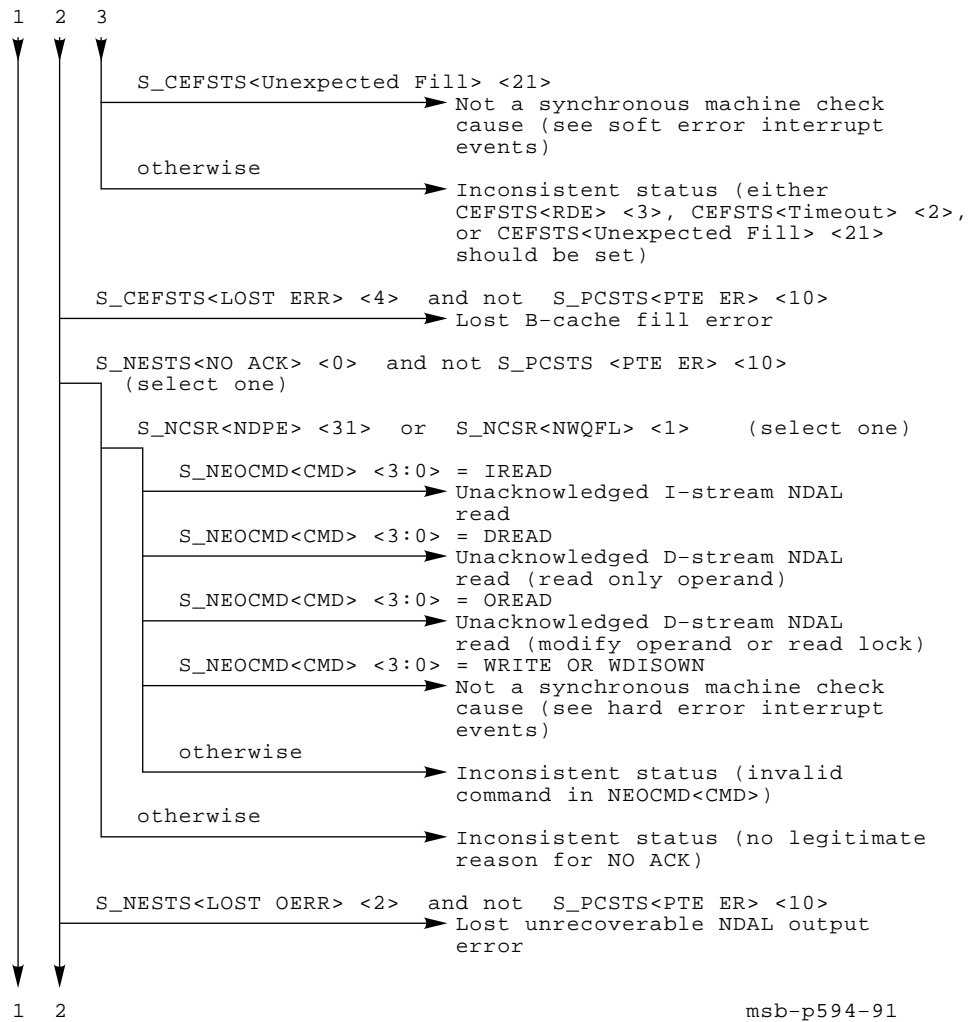 1 2 3
S_CEFSTS<Unexpected Fill> <21>
Not a synchronous machine check
cause (see soft error interrupt
events)
otherwise
Inconsistent status (either
CEFSTS<RDE> <3>, CEFSTS<Timeout> <2>,
or CEFSTS<Unexpected Fill> <21>
should be set)
S_CEFSTS<LOST ERR> <4> and not S_PCSTS<PTE ER> <10>
Lost B-cache fill error
S_NESTS<NO ACK> <0> and not S_PCSTS <PTE ER> <10>
(select one)
S_NCSR<NDPE> <31> or S_NCSR<NWQFL> <1> (select one)
S_NEOCMD<CMD> <3:0> = IREAD
Unacknowledged I-stream NDAL
read
S_NEOCMD<CMD> <3:0> = DREAD
Unacknowledged D-stream NDAL
read (read only operand)
S_NEOCMD<CMD> <3:0> = OREAD
Unacknowledged D-stream NDAL
read (modify operand or read lock)
S_NEOCMD<CMD> <3:0> = WRITE OR WDISOWN
Not a synchronous machine check
cause (see hard error interrupt
events)
otherwise
Inconsistent status (invalid
command in NEOCMD<CMD>)
otherwise
Inconsistent status (no legitimate
reason for NO ACK)
S_NESTS<LOST OERR> <2> and not S_PCSTS<PTE ER> <10>
Lost unrecoverable NDAL output
error
1 2
msb-p594-91